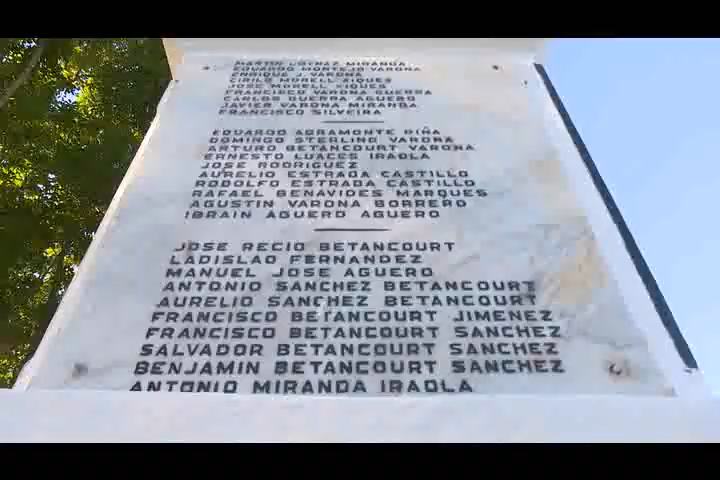 MARTIN LOYNAZ MIRANDA
EDUARDO MONTEJO VARONA
ENRIQUE J. VARONA
CIRILO MORELL XIQUES
JOSE MORELL XIQUES
FRANCISCO VARONA GUERRA
CARLOS GUERRA AGUERO
JAVIER VARONA MIRANDA
FRANCISCO SILVEIRA
EDUARDO AGRAMONTE PIÑA
DOMINGO STERLING VARONA
ARTURO BETANCOURT VARONA
ERNESTO LUACES IRAOLA
JOSE RODRIGUEZ
AURELIO ESTRADA CASTILLO
RODOLFO ESTRADA CASTILLO
RAFAEL BENAVIDES MARQUES
AGUSTIN VARONA BORRERO
IBRAIN AGUERO AGUERO
JOSE RECIO BETANCOURT
LADISLAO FERNANDEZ
MANUEL JOSE AGUERO
ANTONIO SANCHEZ BETANCOURT
AURELIO SANCHEZ BETANCOURT
FRANCISCO BETANCOURT JIMENEZ
FRANCISCO BETANCOURT SANCHEZ
SALVADOR BETANCOURT SANCHEZ
BENJAMIN BETANCOURT SANCHEZ
ANTONIO MIRANDA IRAOLA